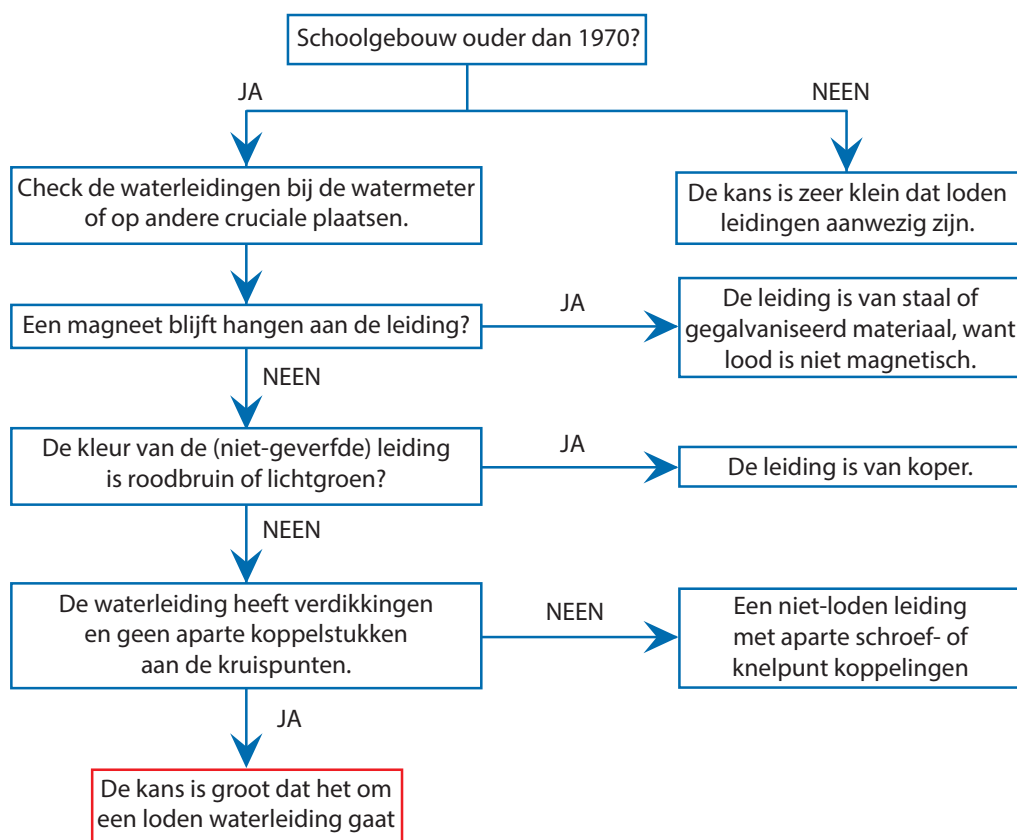 Schoolgebouw ouder dan 1970?
JA
NEEN
Check de waterleidingen bij de watermeter
of op andere cruciale plaatsen.
De kans is zeer klein dat loden
leidingen aanwezig zijn.
Een magneet blijft hangen aan de leiding?
JA
De leiding is van staal of
gegalvaniseerd materiaal, want
lood is niet magnetisch.
NEEN
De kleur van de (niet-geverfde) leiding
is roodbruin of lichtgroen?
JA
De leiding is van koper.
NEEN
De waterleiding heeft verdikkingen
en geen aparte koppelstukken
aan de kruispunten.
NEEN
Een niet-loden leiding
met aparte schroef- of
knelpunt koppelingen
JA
De kans is groot dat het om
een loden waterleiding gaat